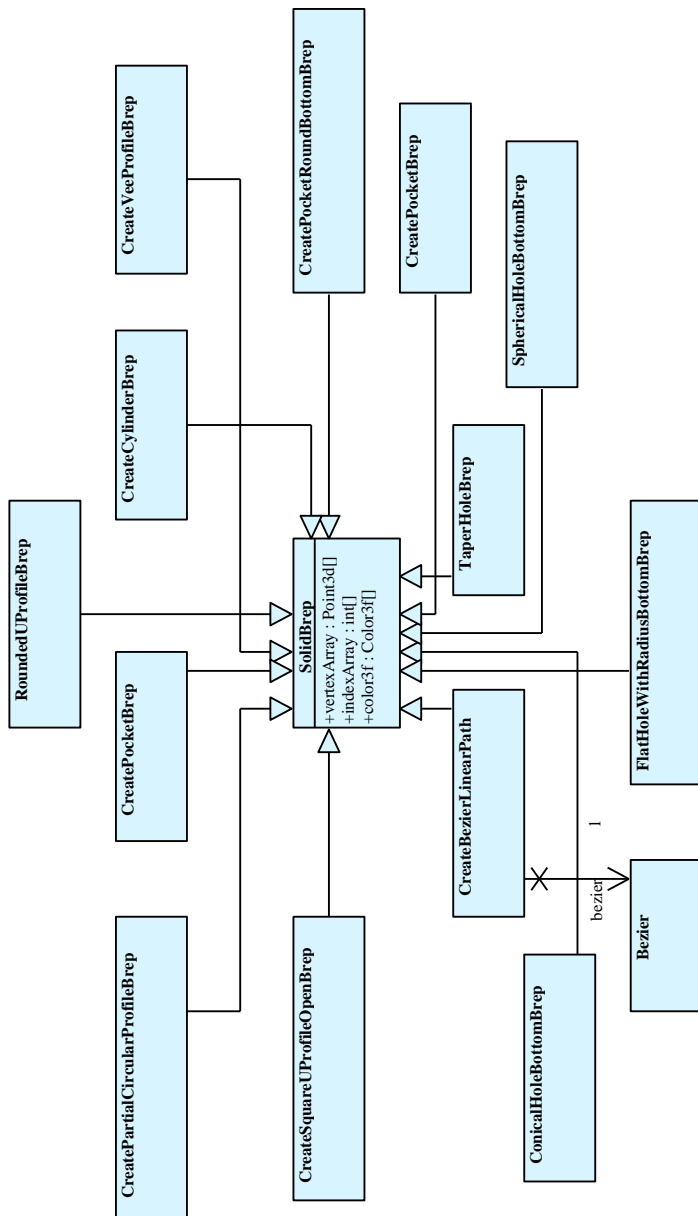 RoundedUProfileBrep
CreatePartialCircularProfileBrep
CreatePocketBrep
CreateCylinderBrep
CreateVeeProfileBrep
CreateSquareUProfileOpenBrep
SolidBrep
+vertexArray : Point3d[]
+indexArray : int[]
+color3f : Color3f[]
CreatePocketRoundBottomBrep
CreatePocketBrep
CreateBezierLinearPath
TaperHoleBrep
SphericalHoleBottomBrep
ConicalHoleBottomBrep
bezier
1
Bezier
FlatHoleWithRadiusBottomBrep